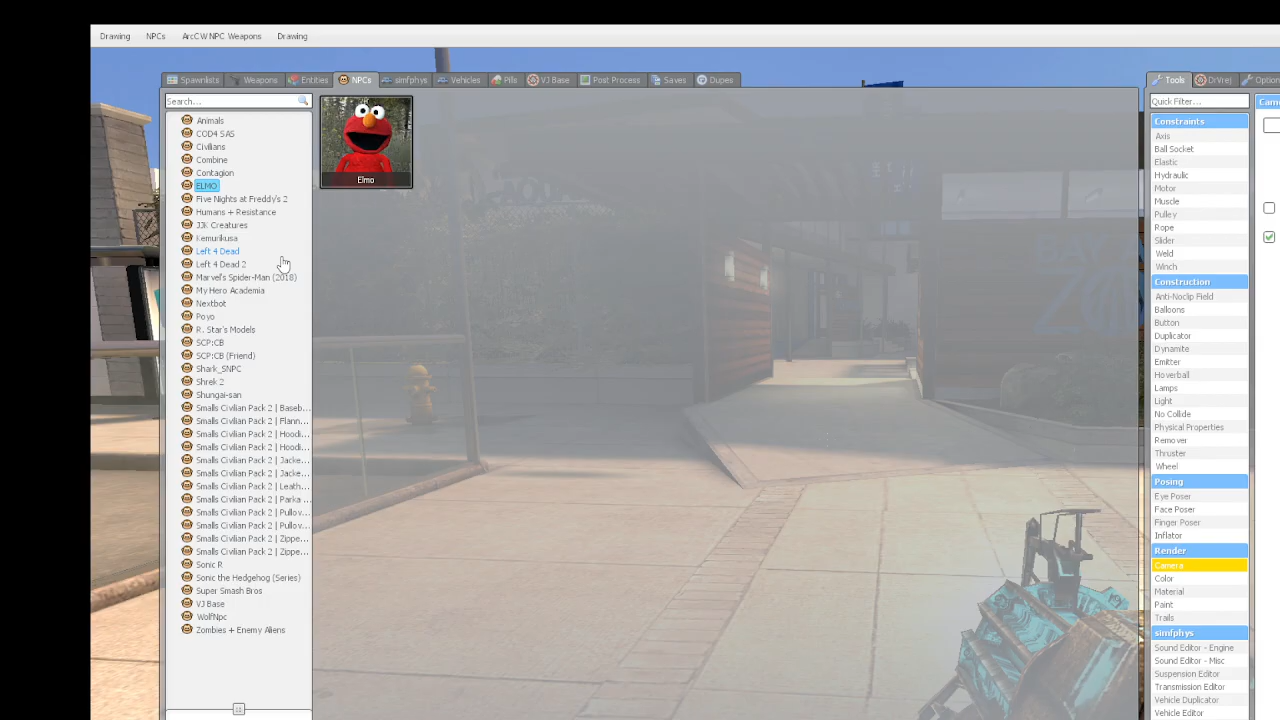 Drawing NPCs ArcCW NPC Weapons Drawing
Spawnlists Weapons Entities NPCs simfphys Vehicles Pills VJ Base Post Process Saves Dupes
Search...
Animals
COD4 SAS
Civilians
Combine
Contagion
ELMO
Five Nights at Freddy's 2
Humans + Resistance
JJK Creatures
Kemurikusa
Left 4 Dead
Left 4 Dead 2
Marvel's Spider-Man (2018)
My Hero Academia
Nextbot
Poyo
R. Star's Models
SCP:CB
SCP:CB (Friend)
Shark_SNPC
Shrek 2
Shungai-san
Smalls Civilian Pack 2 | Baseb...
Smalls Civilian Pack 2 | Flann...
Smalls Civilian Pack 2 | Hoodi...
Smalls Civilian Pack 2 | Hoodi...
Smalls Civilian Pack 2 | Jacke...
Smalls Civilian Pack 2 | Jacke...
Smalls Civilian Pack 2 | Leath...
Smalls Civilian Pack 2 | Parka ...
Smalls Civilian Pack 2 | Pullov...
Smalls Civilian Pack 2 | Pullov...
Smalls Civilian Pack 2 | Zippe...
Smalls Civilian Pack 2 | Zippe...
Sonic R
Sonic the Hedgehog (Series)
Super Smash Bros
VJ Base
WolfNpc
Zombies + Enemy Aliens
Elmo
Tools DrVrej Option
Quick Filter...
Constraints
Axis
Ball Socket
Elastic
Hydraulic
Motor
Muscle
Pulley
Rope
Slider
Weld
Winch
Construction
Anti-Noclip Field
Balloons
Button
Duplicator
Dynamite
Emitter
Hoverball
Lamps
Light
No Collide
Physical Properties
Remover
Thruster
Wheel
Posing
Eye Poser
Face Poser
Finger Poser
Inflator
Render
Camera
Color
Material
Paint
Trails
simfphys
Sound Editor - Engine
Sound Editor - Misc
Suspension Editor
Transmission Editor
Vehicle Duplicator
Vehicle Editor
Came